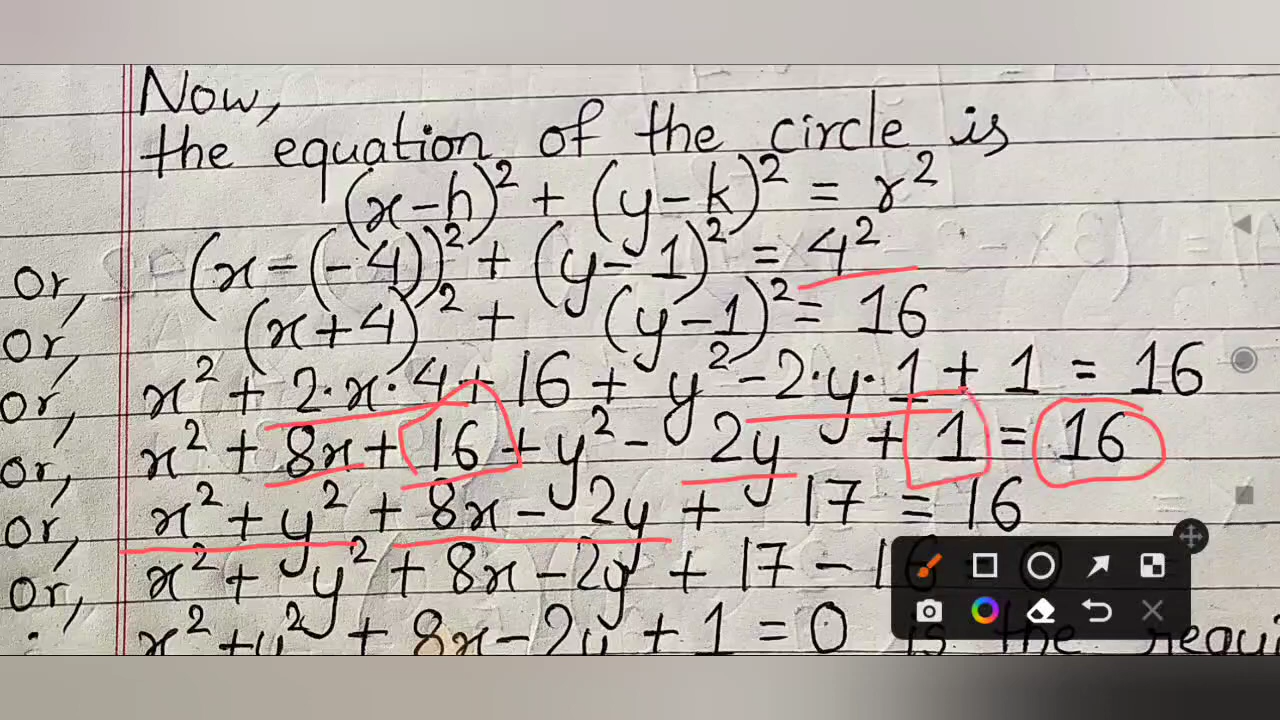 Now,
the equation of the circle is
(x-h)² + (y-k)² = r²
or, (x-(-4))² + (y-1)² = 4²
or, (x+4)² + (y-1)² = 16
or, x² + 2·x·4 + 16 + y² - 2·y·1 + 1 = 16
or, x² + 8x + 16 + y² - 2y + 1 = 16
or, x² + y² + 8x - 2y + 17 = 16
or, x² + y² + 8x - 2y + 17 - 16 = 0
x² + y² + 8x - 2y + 1 = 0 is the